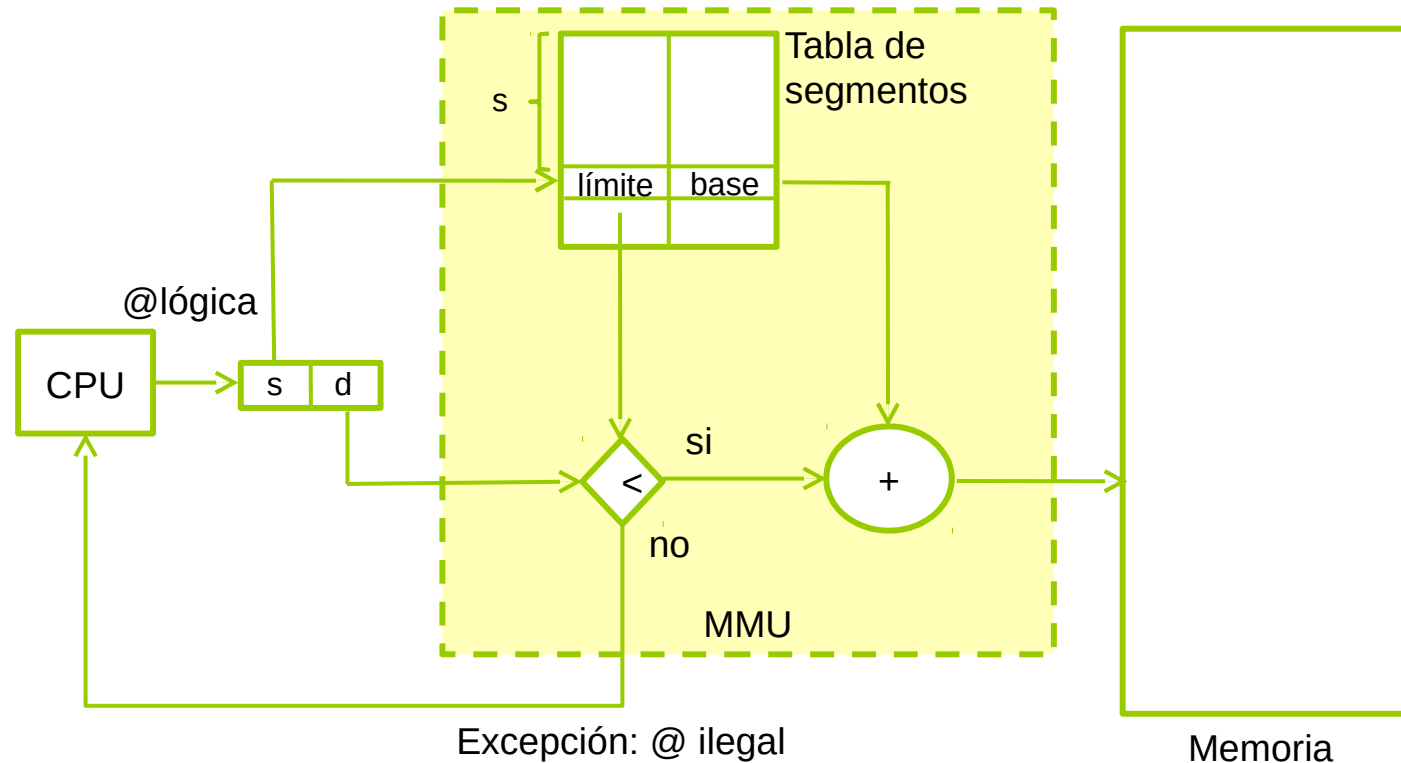 Tabla de
segmentos
s
límite base
@lógica
CPU
s d
si
<
+
no
MMU
Excepción: @ ilegal
Memoria